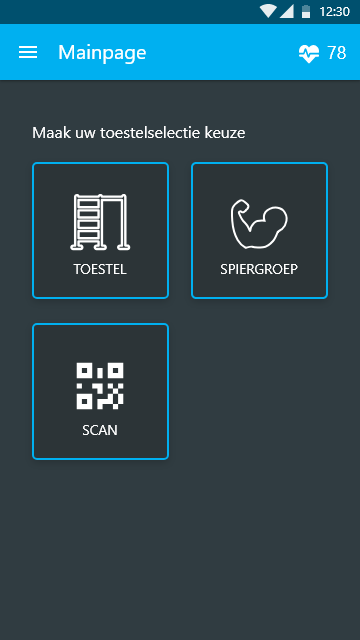 12:30
Mainpage
78
Maak uw toestelselectie keuze
TOESTEL
SPIERGROEP
SCAN